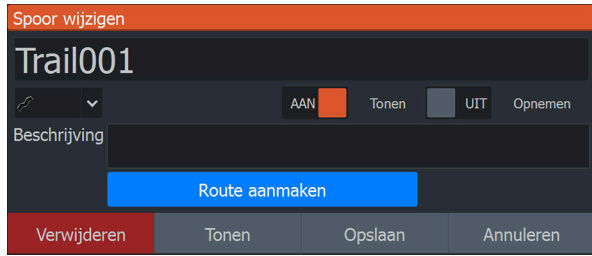 Spoor wijzigen
Trail001
AAN Tonen UIT Opnemen
Beschrijving
Route aanmaken
Verwijderen Tonen Opslaan Annuleren